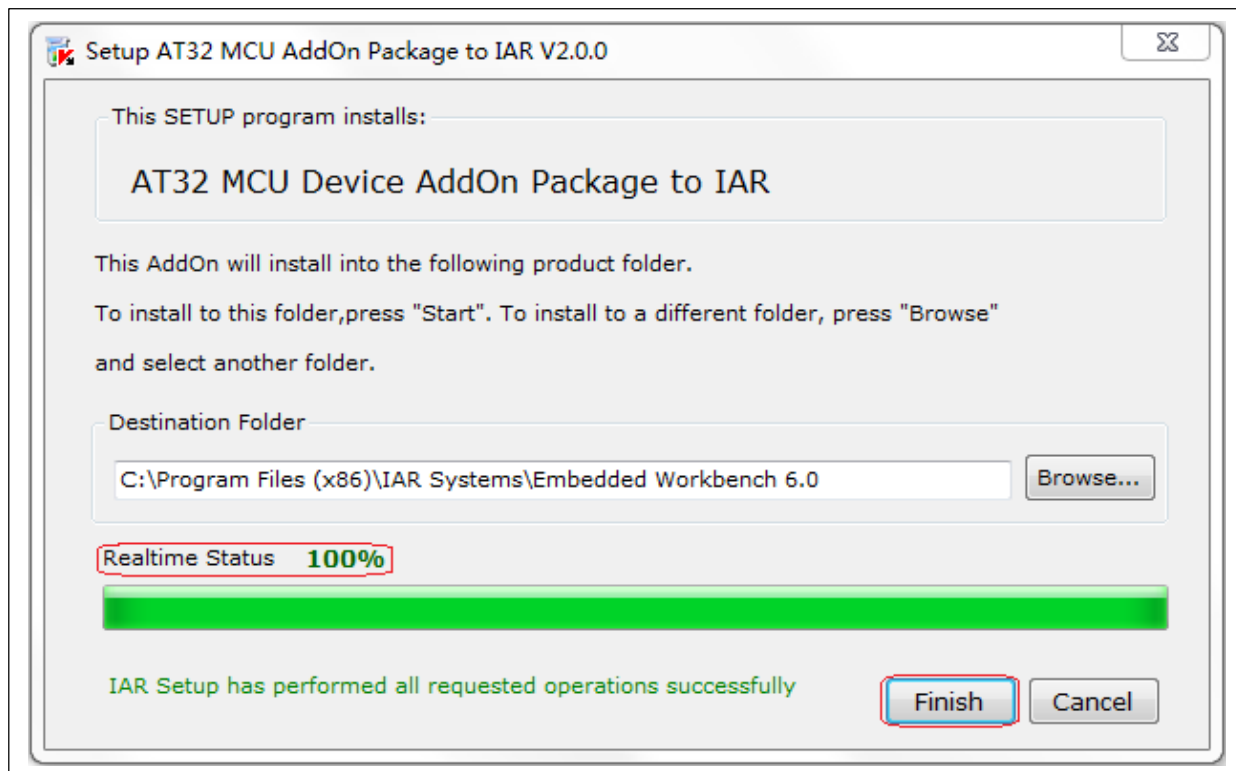 Setup AT32 MCU AddOn Package to IAR V2.0.0
This SETUP program installs:
AT32 MCU Device AddOn Package to IAR
This AddOn will install into the following product folder.
To install to this folder,press "Start". To install to a different folder, press "Browse"
and select another folder.
Destination Folder
C:\Program Files (x86)\IAR Systems\Embedded Workbench 6.0
Browse...
Realtime Status 100%
IAR Setup has performed all requested operations successfully
Finish
Cancel